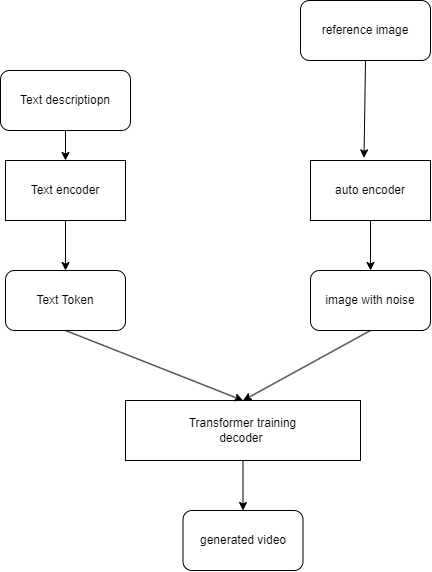 reference image
Text descriptiopn
Text encoder
auto encoder
Text Token
image with noise
Transformer training
decoder
generated video